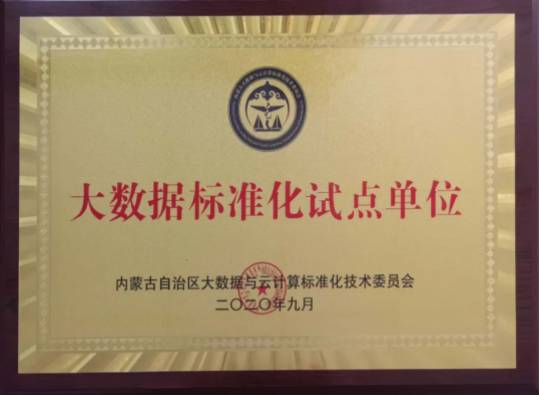 大数据标准化试点单位
内蒙古自治区大数据与云计算标准化技术委员会
二〇二〇年九月